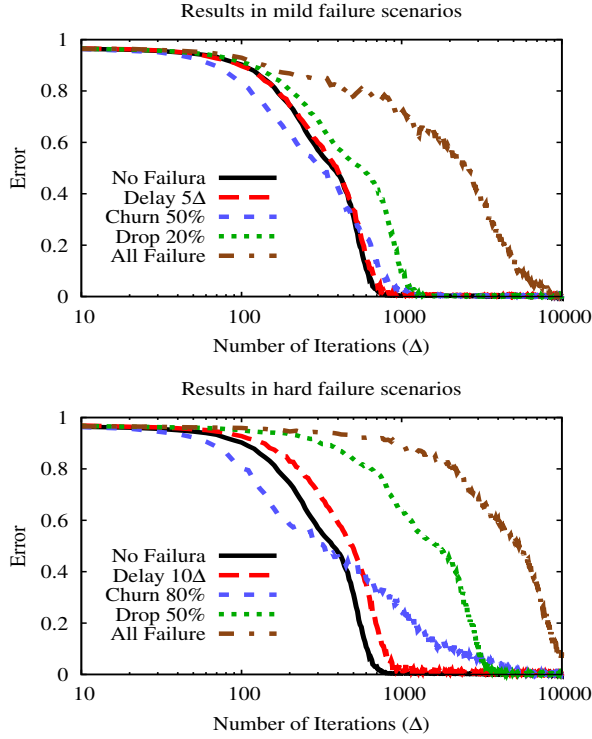 Results in mild failure scenarios
1
0.8
0.6
0.4
0.2
0
Error
No Failura
Delay 5Δ
Churn 50%
Drop 20%
All Failure
10
100
1000
10000
Number of Iterations (Δ)
Results in hard failure scenarios
1
0.8
0.6
0.4
0.2
0
Error
No Failura
Delay 10Δ
Churn 80%
Drop 50%
All Failure
10
100
1000
10000
Number of Iterations (Δ)